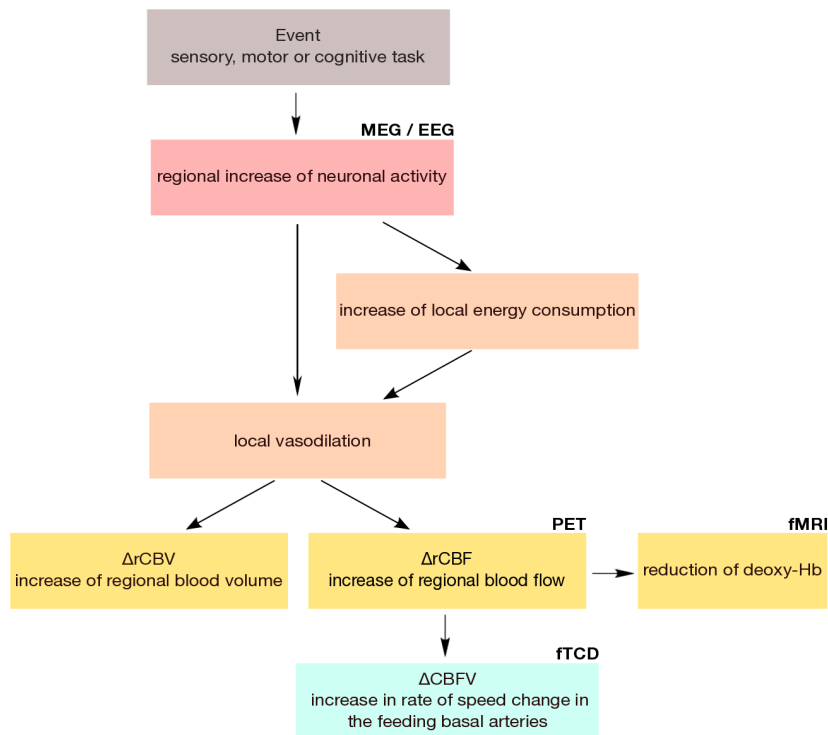 Event
sensory, motor or cognitive task
MEG / EEG
regional increase of neuronal activity
increase of local energy consumption
local vasodilation
ΔrCBV
increase of regional blood volume
PET
ΔrCBF
increase of regional blood flow
fMRI
reduction of deoxy-Hb
fTCD
ΔCBFV
increase in rate of speed change in
the feeding basal arteries